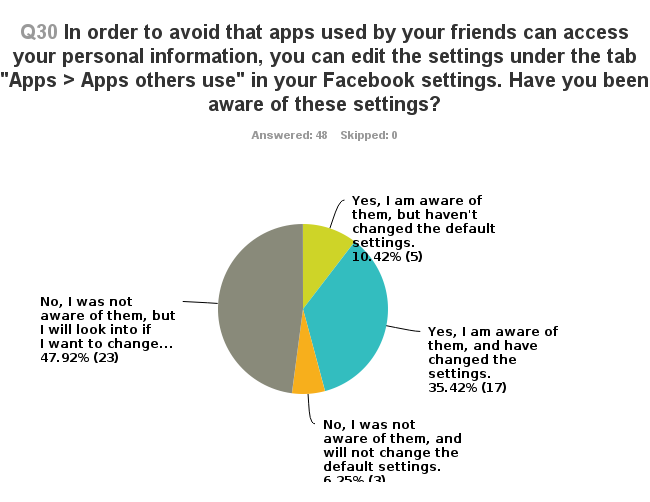 Q30 In order to avoid that apps used by your friends can access
your personal information, you can edit the settings under the tab
"Apps > Apps others use" in your Facebook settings. Have you been
aware of these settings?
Answered: 48 Skipped: 0
Yes, I am aware of
them, but haven't
changed the default
settings.
10.42% (5)
Yes, I am aware of
them, and have
changed the
settings.
35.42% (17)
No, I was not
aware of them, but
I will look into if
I want to change...
47.92% (23)
No, I was not
aware of them, and
will not change the
default settings.
6.25% (3)